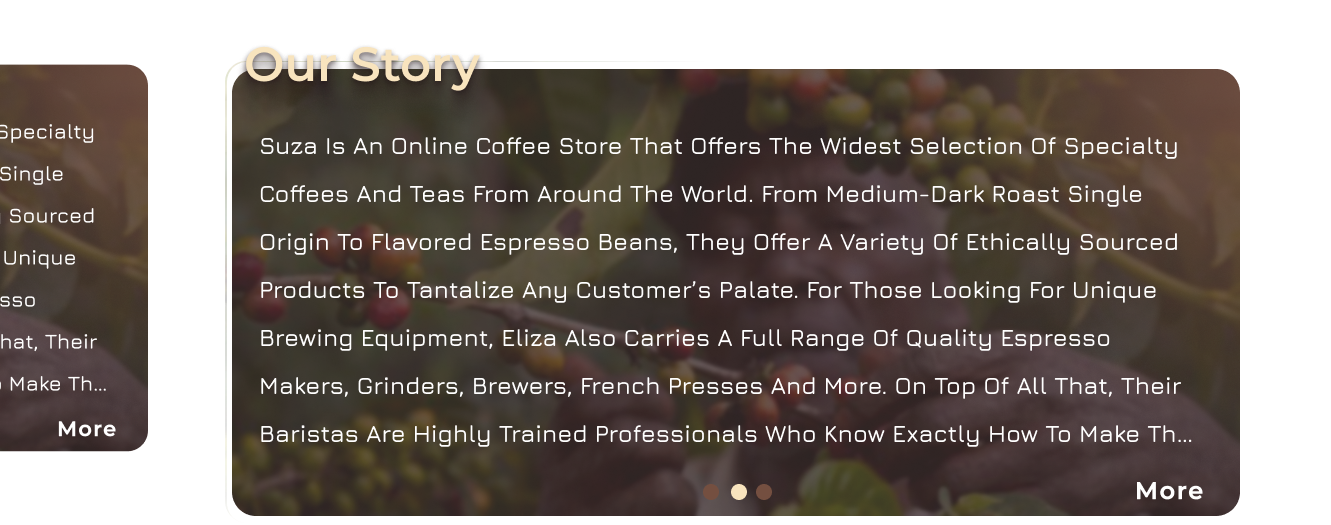 Specialty
Single
Sourced
Unique
hat, Their
Make Th...
More
Our Story
Suza Is An Online Coffee Store That Offers The Widest Selection Of Specialty
Coffees And Teas From Around The World. From Medium-Dark Roast Single
Origin To Flavored Espresso Beans, They Offer A Variety Of Ethically Sourced
Products To Tantalize Any Customer’s Palate. For Those Looking For Unique
Brewing Equipment, Eliza Also Carries A Full Range Of Quality Espresso
Makers, Grinders, Brewers, French Presses And More. On Top Of All That, Their
Baristas Are Highly Trained Professionals Who Know Exactly How To Make Th...
More